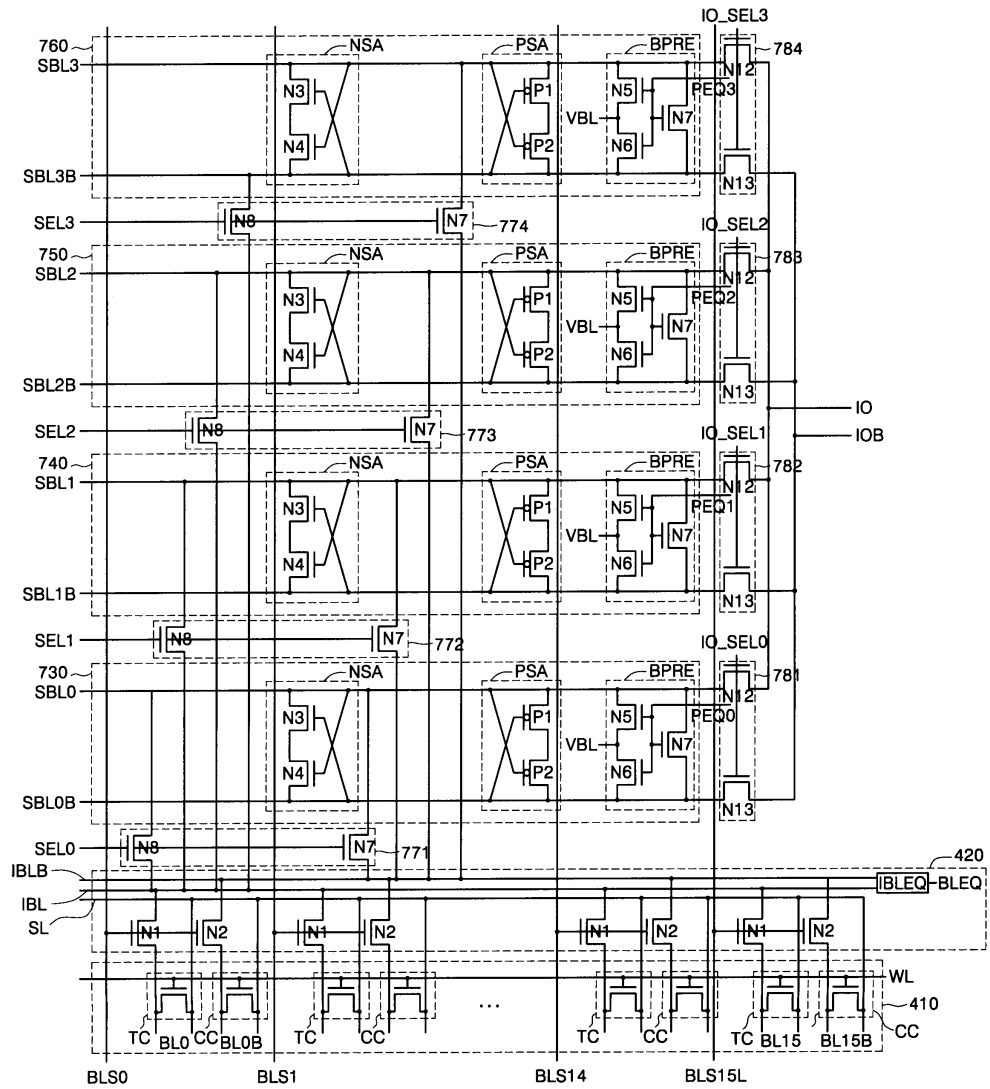 IO_SEL3
760 NSA PSA BPRE 784
SBL3
N12
N3 P1 N5 PEQ3
VBL N7
N4 P2 N6
SBL3B
N13
SEL3 N8 N7 774
IO_SEL2
750 NSA PSA BPRE 783
SBL2
N12
N3 P1 N5 PEQ2
VBL N7
N4 P2 N6
SBL2B
N13
IO
SEL2 N8 N7 773
IOB
IO_SEL1
740 NSA PSA BPRE 782
SBL1
N12
N3 P1 N5 PEQ1
VBL N7
N4 P2 N6
SBL1B
N13
SEL1 N8 N7 772
IO_SEL0
730 NSA PSA BPRE 781
SBL0
N12
N3 P1 N5 PEQ0
VBL N7
N4 P2 N6
SBL0B
N13
SEL0 N8 N7 771
420
IBLB
IBLEQ BLEQ
IBL
SL
N1 N2 N1 N2 N1 N2 N1 N2
WL
410
...
TC BL0 CC BL0B TC CC TC CC TC BL15 BL15B CC
BLS0 BLS1 BLS14 BLS15L